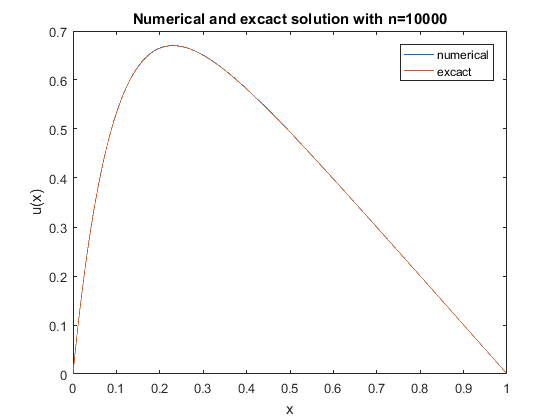 Numerical and excact solution with n=10000
numerical
excact
u(x)
0.7
0.6
0.5
0.4
0.3
0.2
0.1
0
0 0.1 0.2 0.3 0.4 0.5 0.6 0.7 0.8 0.9 1
x